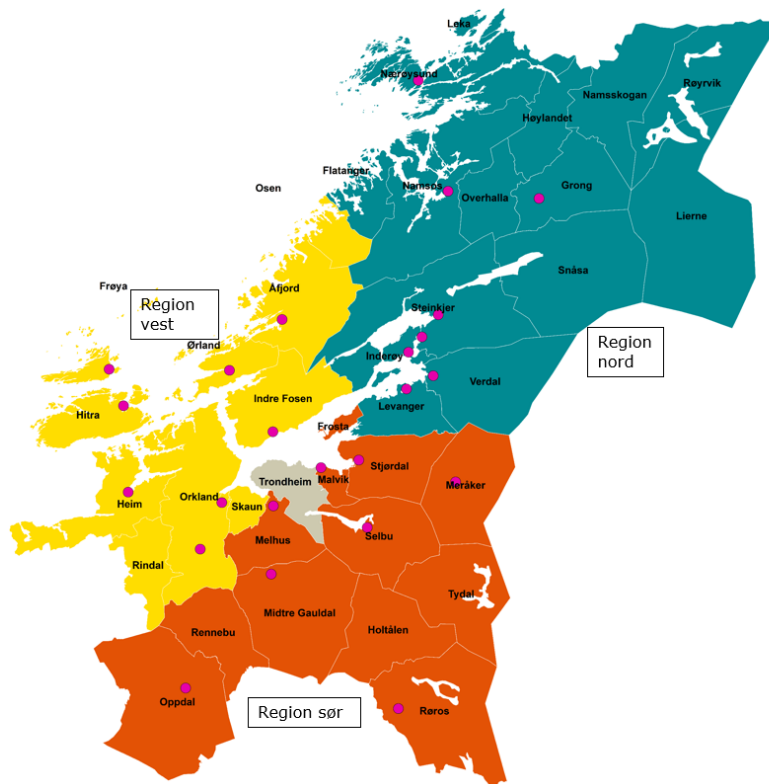 Leka
Nærøysund
Røyrvik
Namsskogan
Høylandet
Flatanger
Namsos
Overhalla
Grong
Osen
Lierne
Snåsa
Frøya
Åfjord
Region
vest
Steinkjer
Ørland
Inderøy
Region
nord
Verdal
Indre Fosen
Levanger
Hitra
Frosta
Stjørdal
Trondheim
Malvik
Meråker
Heim
Orkland
Skaun
Selbu
Melhus
Rindal
Tydal
Midtre Gauldal
Rennebu
Holtålen
Oppdal
Region sør
Røros